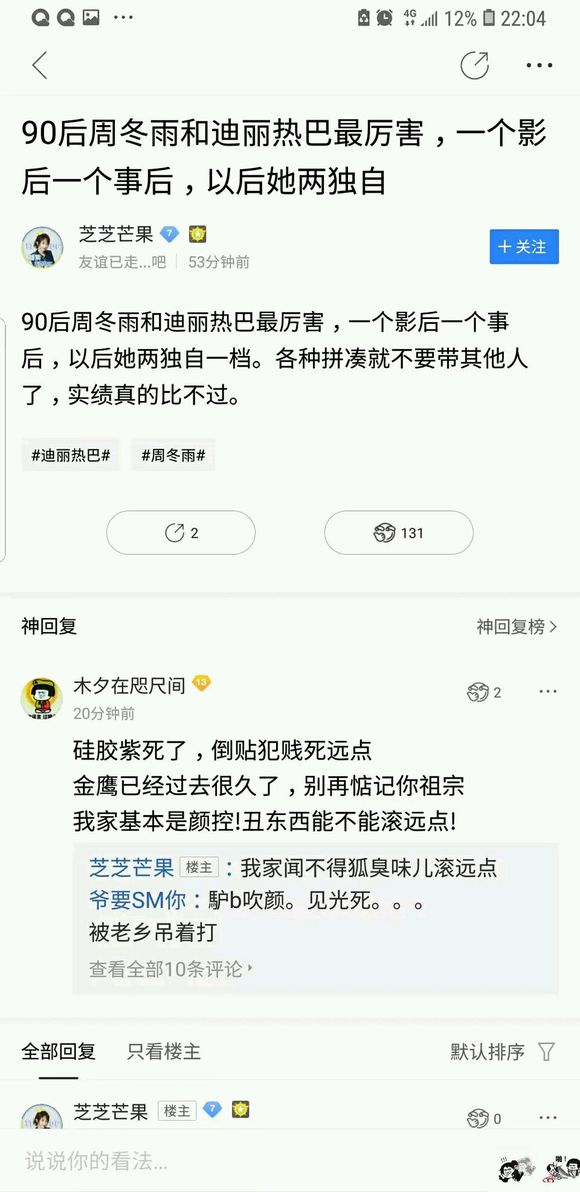 4G 12% 22:04
90后周冬雨和迪丽热巴最厉害，一个影
后一个事后，以后她两独自
芝芝芒果 7
+ 关注
友谊已走...吧 | 53分钟前
90后周冬雨和迪丽热巴最厉害，一个影后一个事
后，以后她两独自一档。各种拼凑就不要带其他人
了，实绩真的比不过。
#迪丽热巴# #周冬雨#
2 131
神回复 神回复榜 >
木夕在咫尺间 13 2
20分钟前
硅胶紫死了，倒贴犯贱死远点
金鹰已经过去很久了，别再惦记你祖宗
我家基本是颜控!丑东西能不能滚远点!
芝芝芒果 楼主：我家闻不得狐臭味儿滚远点
爷要SM你：馿b吹颜。见光死。。。
被老乡吊着打
查看全部10条评论
全部回复 只看楼主 默认排序
芝芝芒果 楼主 7 0
说说你的看法...